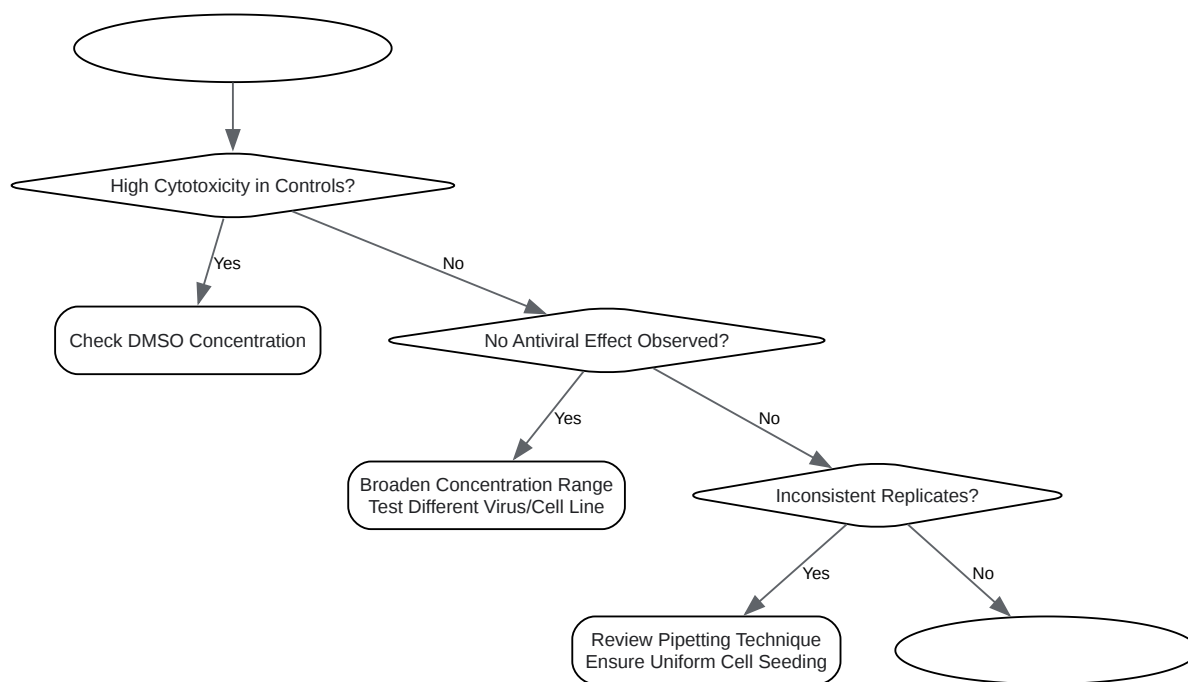 High Cytotoxicity in Controls?
Yes
No
Check DMSO Concentration
No Antiviral Effect Observed?
Yes
No
Broaden Concentration Range
Test Different Virus/Cell Line
Inconsistent Replicates?
Yes
No
Review Pipetting Technique
Ensure Uniform Cell Seeding